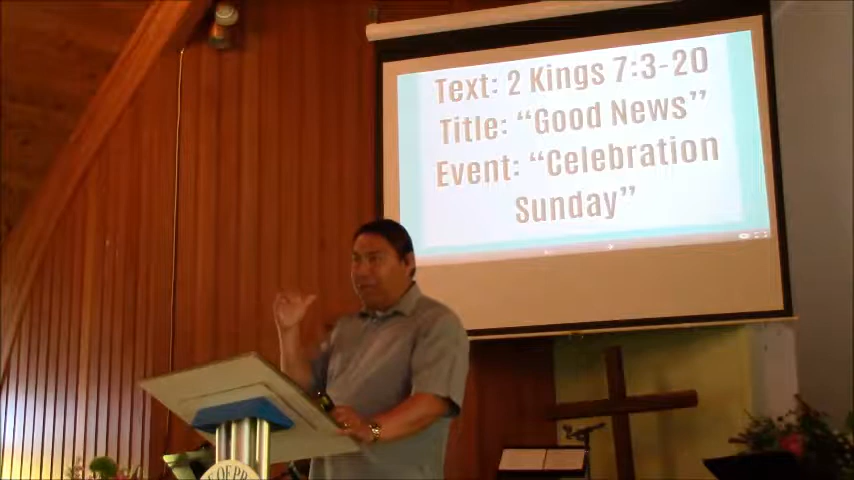 Text: 2 Kings 7:3-20
Title: “Good News”
Event: “Celebration
Sunday”